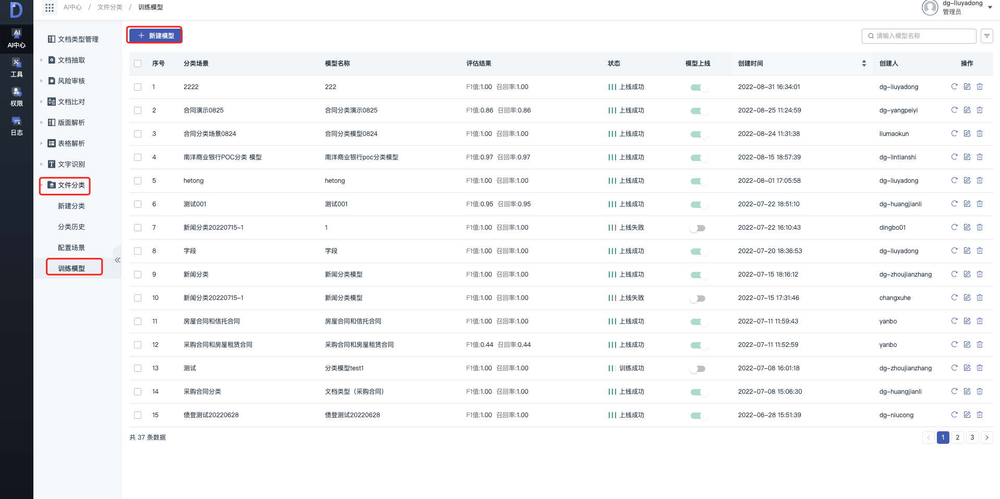 AI中心 / 文件分类 / 训练模型
dg-liuyadong
管理员
AI
AI中心
工具
权限
日志
文档类型管理
文档抽取
风险审核
文档比对
版面解析
表格解析
T 文字识别
文件分类
新建分类
分类历史
配置场景
训练模型
+ 新建模型
请输入模型名称
序号 分类场景 模型名称 评估结果 状态 模型上线 创建时间 创建人 操作
1 2222 222 F1值:1.00 召回率:1.00 上线成功 2022-08-31 16:34:01 dg-liuyadong
2 合同演示0825 合同分类演示0825 F1值:0.86 召回率:0.86 上线成功 2022-08-25 11:24:59 dg-yangpeiyi
3 合同分类场景0824 合同分类模型0824 F1值:1.00 召回率:1.00 上线成功 2022-08-24 11:31:38 liumaokun
4 南洋商业银行POC分类 模型 南洋商业银行poc分类模型 F1值:0.97 召回率:0.97 上线成功 2022-08-15 18:57:39 dg-lintianshi
5 hetong hetong F1值:1.00 召回率:1.00 上线成功 2022-08-01 17:05:58 dg-liuyadong
6 测试001 测试001 F1值:0.95 召回率:0.95 上线成功 2022-07-22 18:51:10 dg-huangjianli
7 新闻分类20220715-1 1 F1值:1.00 召回率:1.00 上线失败 2022-07-22 16:10:43 dingbo01
8 字段 字段 F1值:1.00 召回率:1.00 上线成功 2022-07-20 18:36:53 dg-liuyadong
9 新闻分类 新闻分类模型 F1值:1.00 召回率:1.00 上线成功 2022-07-15 18:16:12 dg-zhoujianzhang
10 新闻分类20220715-1 新闻分类模型 F1值:1.00 召回率:1.00 上线失败 2022-07-15 17:31:46 changxuhe
11 房屋合同和信托合同 房屋合同和信托合同 F1值:1.00 召回率:1.00 上线成功 2022-07-11 11:59:43 yanbo
12 采购合同和房屋租赁合同 采购合同和房屋租赁合同 F1值:0.44 召回率:0.44 上线成功 2022-07-11 11:52:59 yanbo
13 测试 分类模型test1 F1值:1.00 召回率:1.00 训练成功 2022-07-08 16:01:18 dg-zhoujianzhang
14 采购合同分类 文档类型（采购合同） F1值:1.00 召回率:1.00 上线成功 2022-07-08 15:06:30 dg-huangjianli
15 债登测试20220628 债登测试20220628 F1值:1.00 召回率:1.00 上线成功 2022-06-28 15:51:39 dg-niucong
共 37 条数据
< 1 2 3 >